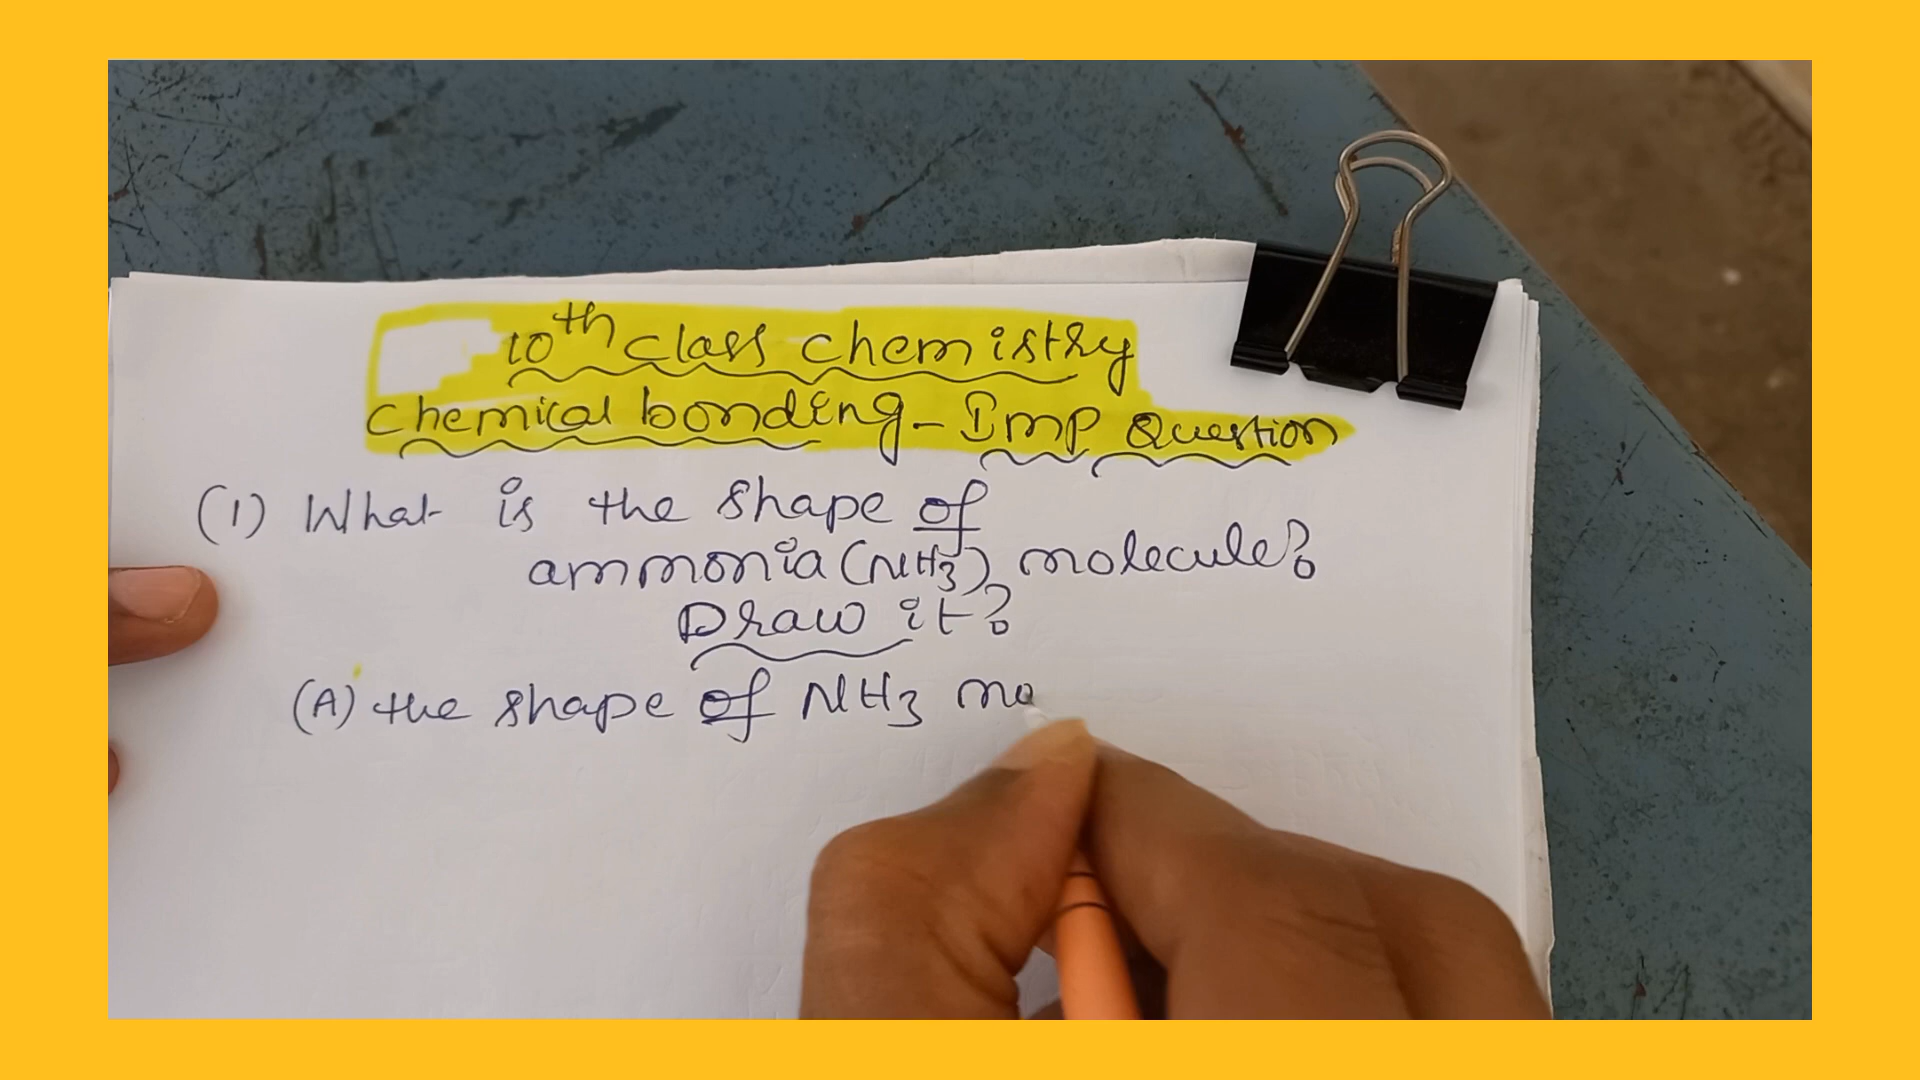 10th class chemistry
chemical bonding - Imp Question
(1) What is the shape of
ammonia (NH3) molecule?
Draw it?
(A) the shape of NH3 mo